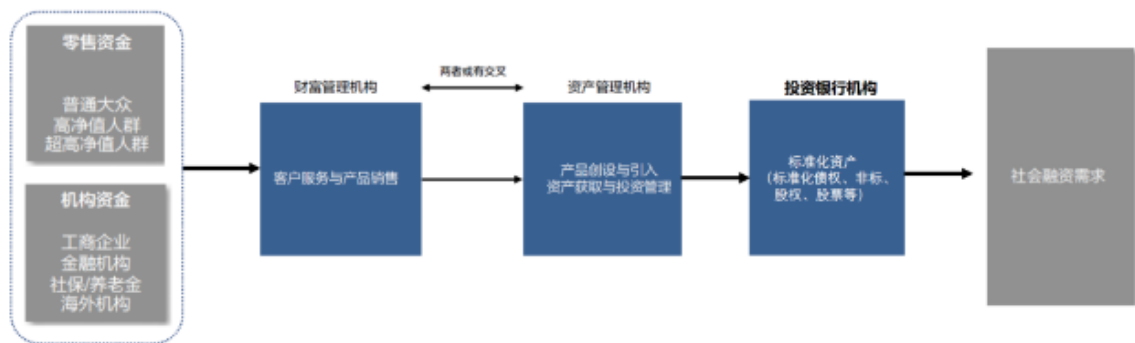 零售资金
普通大众
高净值人群
超高净值人群
机构资金
工商企业
金融机构
社保/养老金
海外机构
财富管理机构
客户服务与产品销售
两者或有交叉
资产管理机构
产品创设与引入
资产获取与投资管理
投资银行机构
标准化资产
（标准化债权、非标、
股权、股票等）
社会融资需求